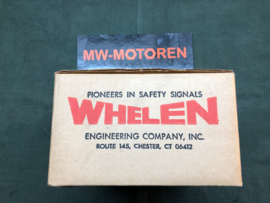 MW-MOTOREN
PIONEERS IN SAFETY SIGNALS
WHELEN
ENGINEERING COMPANY, INC.
ROUTE 145, CHESTER, CT 06412